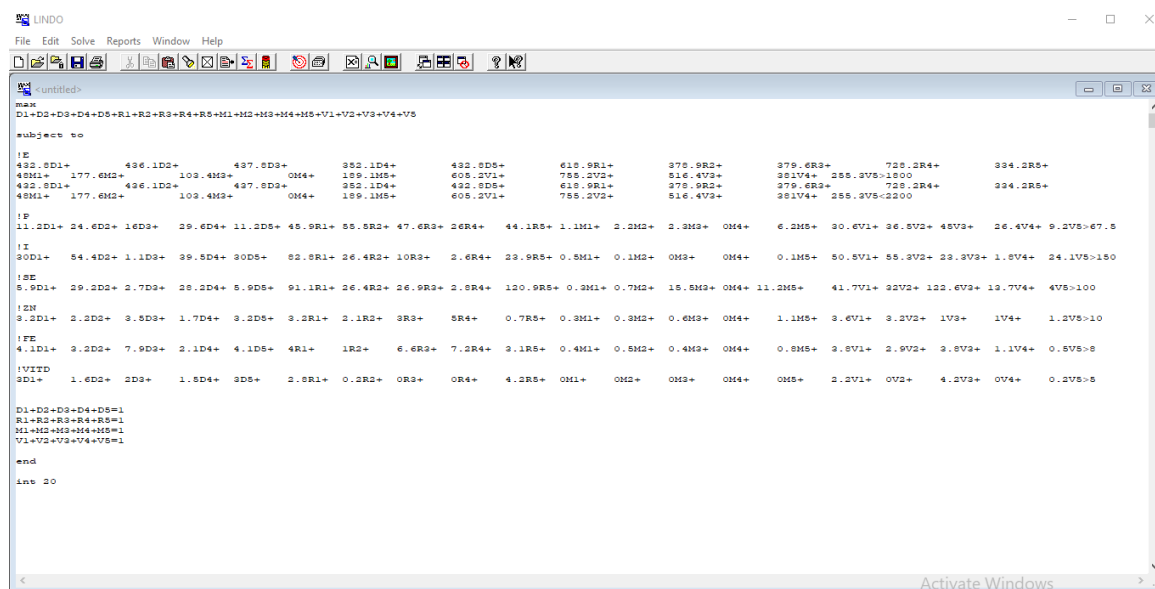 LINDO
File Edit Solve Reports Window Help
<untitled>
max
D1+D2+D3+D4+D5+R1+R2+R3+R4+R5+M1+M2+M3+M4+M5+V1+V2+V3+V4+V5
subject to
!E
432.8D1+ 436.1D2+ 437.8D3+ 352.1D4+ 432.8D5+ 618.9R1+ 378.9R2+ 379.6R3+ 728.2R4+ 334.2R5+
48M1+ 177.6M2+ 103.4M3+ 0M4+ 189.1M5+ 605.2V1+ 755.2V2+ 516.4V3+ 381V4+ 255.3V5>1800
432.8D1+ 436.1D2+ 437.8D3+ 352.1D4+ 432.8D5+ 618.9R1+ 378.9R2+ 379.6R3+ 728.2R4+ 334.2R5+
48M1+ 177.6M2+ 103.4M3+ 0M4+ 189.1M5+ 605.2V1+ 755.2V2+ 516.4V3+ 381V4+ 255.3V5<2200
!P
11.2D1+ 24.6D2+ 16D3+ 29.6D4+ 11.2D5+ 45.9R1+ 55.5R2+ 47.6R3+ 26R4+ 44.1R5+ 1.1M1+ 2.2M2+ 2.3M3+ 0M4+ 6.2M5+ 30.6V1+ 36.5V2+ 45V3+ 26.4V4+ 9.2V5>67.5
!I
30D1+ 54.4D2+ 1.1D3+ 39.5D4+ 30D5+ 82.8R1+ 26.4R2+ 10R3+ 2.6R4+ 23.9R5+ 0.5M1+ 0.1M2+ 0M3+ 0M4+ 0.1M5+ 50.5V1+ 55.3V2+ 23.3V3+ 1.8V4+ 24.1V5>150
!SE
5.9D1+ 29.2D2+ 2.7D3+ 28.2D4+ 5.9D5+ 91.1R1+ 26.4R2+ 26.9R3+ 2.8R4+ 120.9R5+ 0.3M1+ 0.7M2+ 15.5M3+ 0M4+ 11.2M5+ 41.7V1+ 32V2+ 122.6V3+ 13.7V4+ 4V5>100
!ZN
3.2D1+ 2.2D2+ 3.5D3+ 1.7D4+ 3.2D5+ 3.2R1+ 2.1R2+ 3R3+ 5R4+ 0.7R5+ 0.3M1+ 0.3M2+ 0.6M3+ 0M4+ 1.1M5+ 3.6V1+ 3.2V2+ 1V3+ 1V4+ 1.2V5>10
!FE
4.1D1+ 3.2D2+ 7.9D3+ 2.1D4+ 4.1D5+ 4R1+ 1R2+ 6.6R3+ 7.2R4+ 3.1R5+ 0.4M1+ 0.5M2+ 0.4M3+ 0M4+ 0.8M5+ 3.8V1+ 2.9V2+ 3.8V3+ 1.1V4+ 0.5V5>8
!VITD
3D1+ 1.6D2+ 2D3+ 1.5D4+ 3D5+ 2.8R1+ 0.2R2+ 0R3+ 0R4+ 4.2R5+ 0M1+ 0M2+ 0M3+ 0M4+ 0M5+ 2.2V1+ 0V2+ 4.2V3+ 0V4+ 0.2V5>5
D1+D2+D3+D4+D5=1
R1+R2+R3+R4+R5=1
M1+M2+M3+M4+M5=1
V1+V2+V3+V4+V5=1
end
int 20
Activate Windows